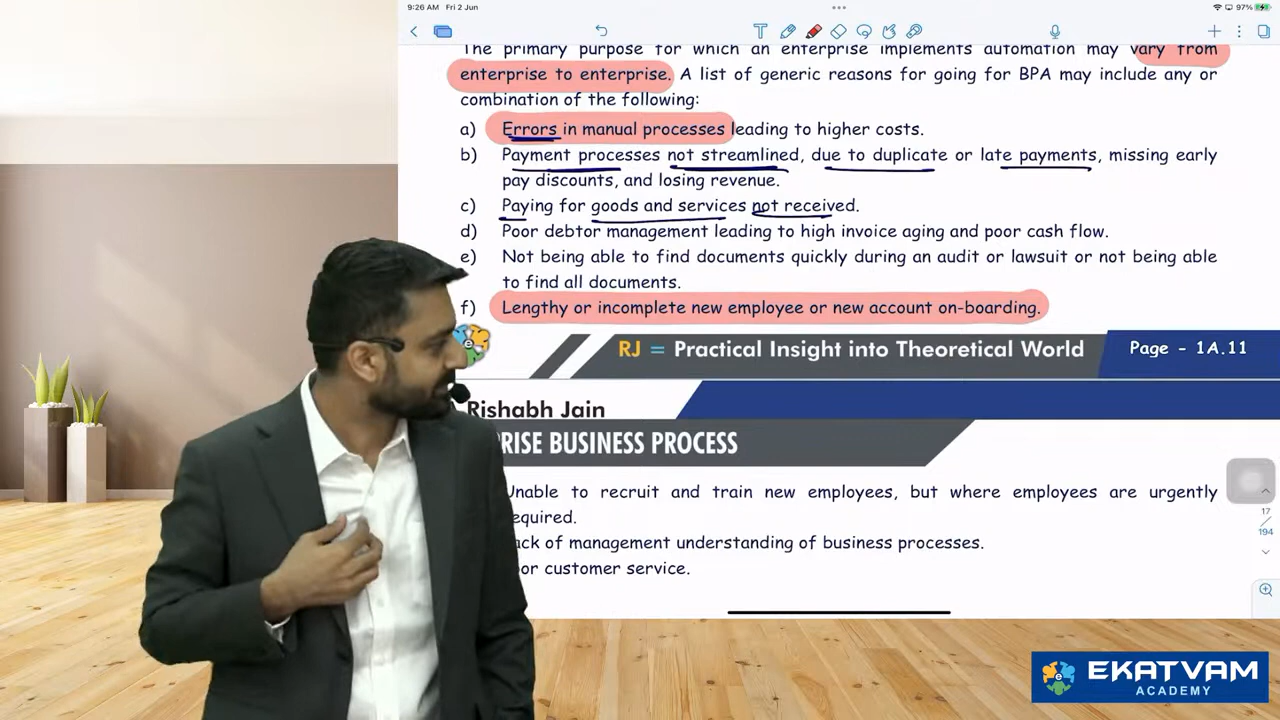 9:26 AM Fri 2 Jun
97%
The primary purpose for which an enterprise implements automation may vary from
enterprise to enterprise. A list of generic reasons for going for BPA may include any or
combination of the following:
a) Errors in manual processes leading to higher costs.
b) Payment processes not streamlined, due to duplicate or late payments, missing early
pay discounts, and losing revenue.
c) Paying for goods and services not received.
d) Poor debtor management leading to high invoice aging and poor cash flow.
e) Not being able to find documents quickly during an audit or lawsuit or not being able
to find all documents.
f) Lengthy or incomplete new employee or new account on-boarding.
RJ = Practical Insight into Theoretical World
Page - 1A.11
Rishabh Jain
RISE BUSINESS PROCESS
Unable to recruit and train new employees, but where employees are urgently
equired.
ack of management understanding of business processes.
oor customer service.
17
194
EKATVAM
ACADEMY